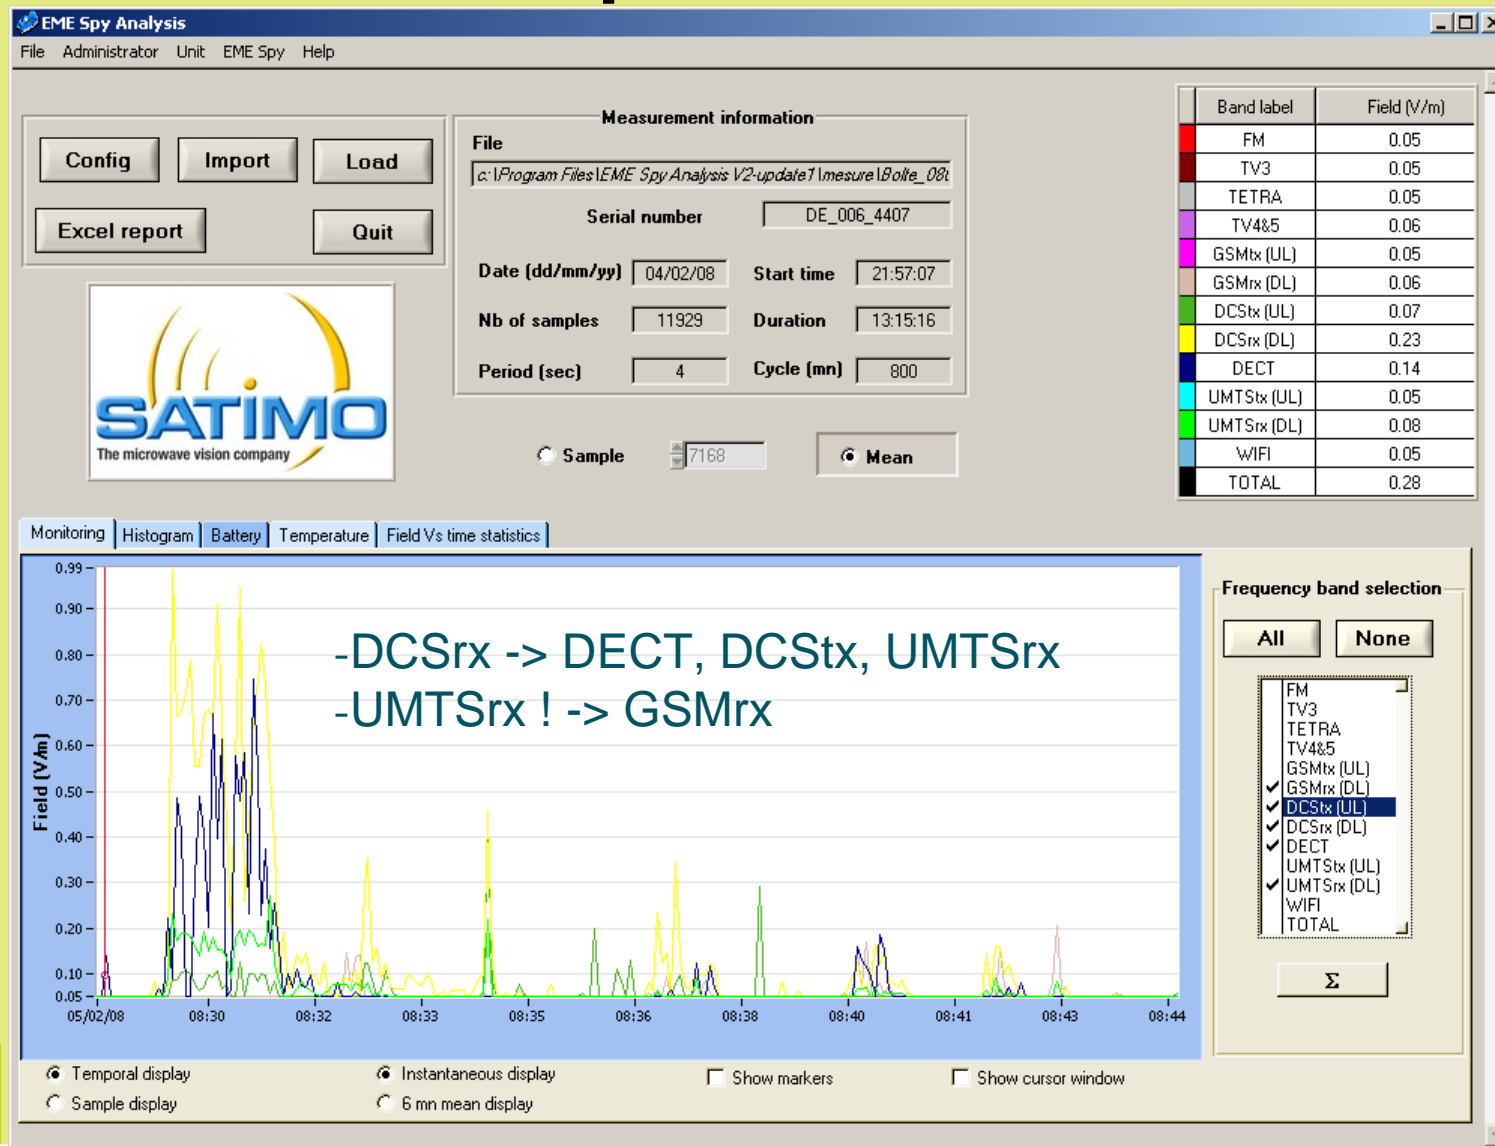 EME Spy Analysis
File Administrator Unit EME Spy Help
Config Import Load
Excel report Quit
SATIMO
The microwave vision company
Measurement information
File
c:\Program Files\EME Spy Analysis V2-update1\mesure\Bolte_08
Serial number DE_006_4407
Date (dd/mm/yy) 04/02/08 Start time 21:57:07
Nb of samples 11929 Duration 13:15:16
Period (sec) 4 Cycle (mn) 800
Sample 7168 Mean
Band label Field (V/m)
FM 0.05
TV3 0.05
TETRA 0.05
TV4&5 0.06
GSMtx (UL) 0.05
GSMrx (DL) 0.06
DCStx (UL) 0.07
DCSrx (DL) 0.23
DECT 0.14
UMTStx (UL) 0.05
UMTSrx (DL) 0.08
WIFI 0.05
TOTAL 0.28
Monitoring Histogram Battery Temperature Field Vs time statistics
Field (V/m)
0.99
0.90
0.80
0.70
0.60
0.50
0.40
0.30
0.20
0.10
0.05
-DCSrx -> DECT, DCStx, UMTSrx
-UMTSrx ! -> GSMrx
05/02/08 08:30 08:32 08:33 08:35 08:36 08:38 08:40 08:41 08:43 08:44
Frequency band selection
All None
FM
TV3
TETRA
TV4&5
GSMtx (UL)
GSMrx (DL)
DCStx (UL)
DCSrx (DL)
DECT
UMTStx (UL)
UMTSrx (DL)
WIFI
TOTAL
Σ
Temporal display Instantaneous display Show markers Show cursor window
Sample display 6 mn mean display